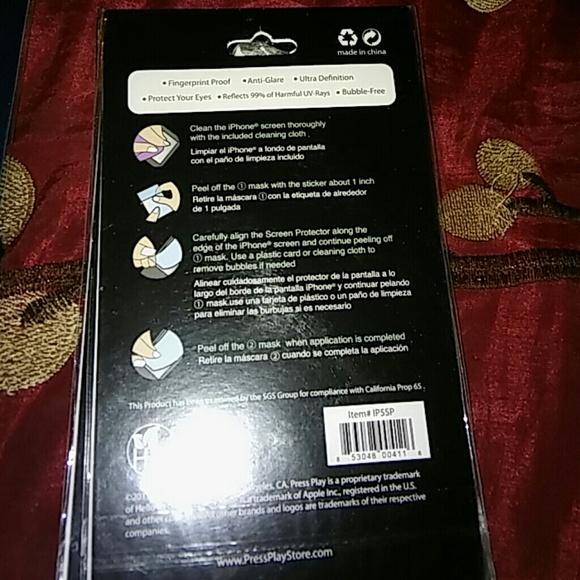 made in china
• Fingerprint Proof • Anti-Glare • Ultra Definition
• Protect Your Eyes • Reflects 99% of Harmful UV-Rays • Bubble-Free
Clean the iPhone® screen thoroughly
with the included cleaning cloth .
Limpiar el iPhone® a fondo de pantalla
con el paño de limpieza incluido
Peel off the ① mask with the sticker about 1 inch
Retire la máscara ① con la etiqueta de alrededor
de 1 pulgada
Carefully align the Screen Protector along the
edge of the iPhone® screen and continue peeling off
① mask. Use a plastic card or cleaning cloth to
remove bubbles if needed
Alinear cuidadosamente el protector de la pantalla a lo
largo del borde de la pantalla iPhone® y continuar pelando
① mask.use una tarjeta de plástico o un paño de limpieza
para eliminar las burbujas si es necesario
Peel off the ② mask when application is completed
Retire la máscara ② cuando se completa la aplicación
This Product has been by the SGS Group for compliance with California Prop 65 .
Item# IP5SP
8 53048 00411 8
CA. Press Play is a proprietary trademark
of trademark of Apple Inc., registered in the U.S.
and other other brands and logos are trademarks of their respective
companies.
www.PressPlayStore.com